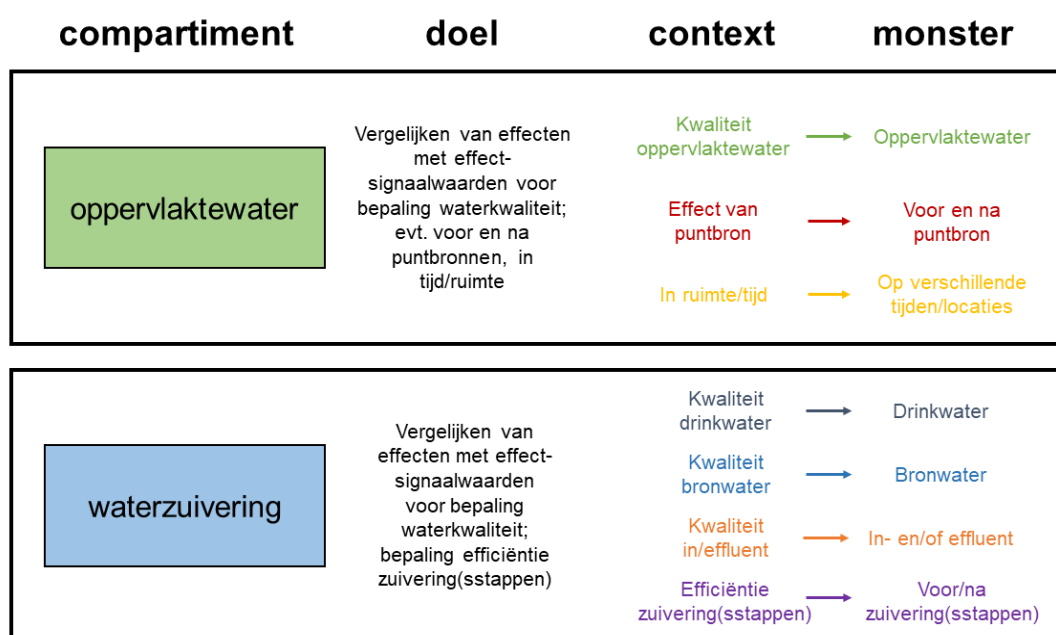 compartiment doel context monster
oppervlaktewater
Vergelijken van effecten
met effect-
signaalwaarden voor
bepaling waterkwaliteit;
evt. voor en na
puntbronnen, in
tijd/ruimte
Kwaliteit
oppervlaktewater
Oppervlaktewater
Effect van
puntbron
Voor en na
puntbron
In ruimte/tijd
Op verschillende
tijden/locaties
waterzuivering
Vergelijken van
effecten met effect-
signaalwaarden
voor bepaling
waterkwaliteit;
bepaling efficiëntie
zuivering(sstappen)
Kwaliteit
drinkwater
Drinkwater
Kwaliteit
bronwater
Bronwater
Kwaliteit
in/effluent
In- en/of effluent
Efficiëntie
zuivering(sstappen)
Voor/na
zuivering(sstappen)